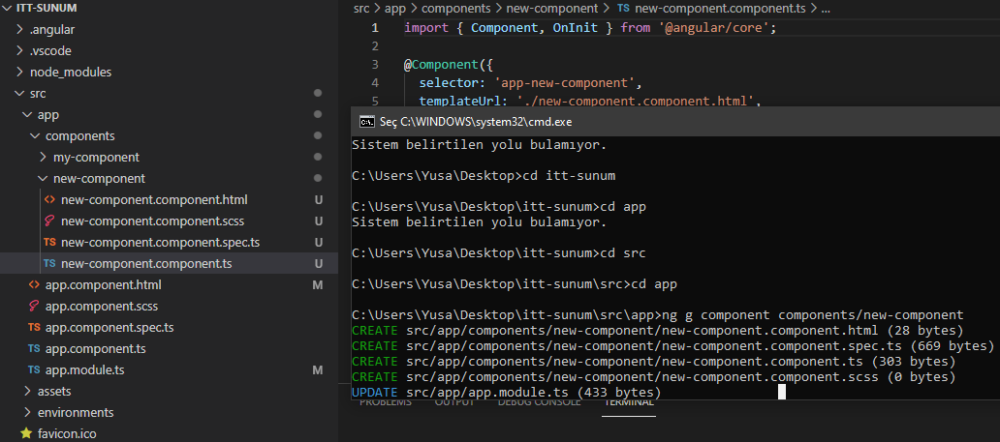 ITT-SUNUM
.angular
.vscode
node_modules
src
app
components
my-component
new-component
new-component.component.html U
new-component.component.scss U
TS new-component.component.spec.ts U
TS new-component.component.ts U
app.component.html M
app.component.scss
TS app.component.spec.ts
TS app.component.ts
TS app.module.ts M
assets
environments
favicon.ico
src > app > components > new-component > TS new-component.component.ts > ...
1 import { Component, OnInit } from '@angular/core';
2
3 @Component({
4 selector: 'app-new-component',
5 templateUrl: './new-component.component.html',
Seç C:\WINDOWS\system32\cmd.exe
Sistem belirtilen yolu bulamıyor.
C:\Users\Yusa\Desktop>cd itt-sunum
C:\Users\Yusa\Desktop\itt-sunum>cd app
Sistem belirtilen yolu bulamıyor.
C:\Users\Yusa\Desktop\itt-sunum>cd src
C:\Users\Yusa\Desktop\itt-sunum\src>cd app
C:\Users\Yusa\Desktop\itt-sunum\src\app>ng g component components/new-component
CREATE src/app/components/new-component/new-component.component.html (28 bytes)
CREATE src/app/components/new-component/new-component.component.spec.ts (669 bytes)
CREATE src/app/components/new-component/new-component.component.ts (303 bytes)
CREATE src/app/components/new-component/new-component.component.scss (0 bytes)
UPDATE src/app/app.module.ts (433 bytes)
PROBLEMS OUTPUT DEBUG CONSOLE TERMINAL